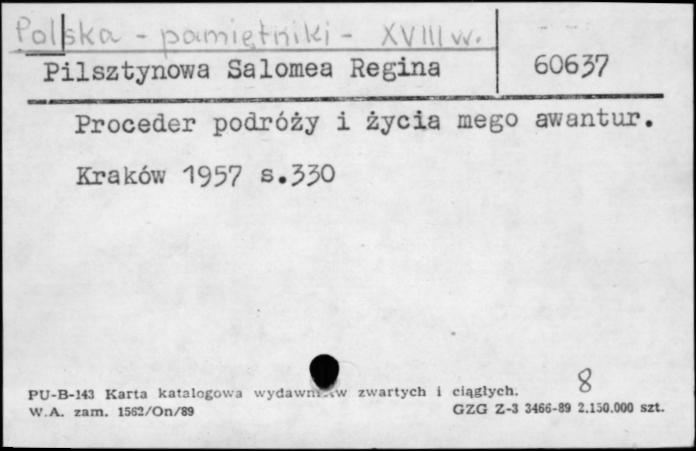 Polska - pamiętniki - XVIII w.
Pilsztynowa Salomea Regina 60637
Proceder podróży i życia mego awantur.
Kraków 1957 s.330
8
PU-B-143 Karta katalogowa zwartych i ciągłych.
W.A. zam. 1562/On/89 GZG Z-3 3466-89 2.150.000 szt.